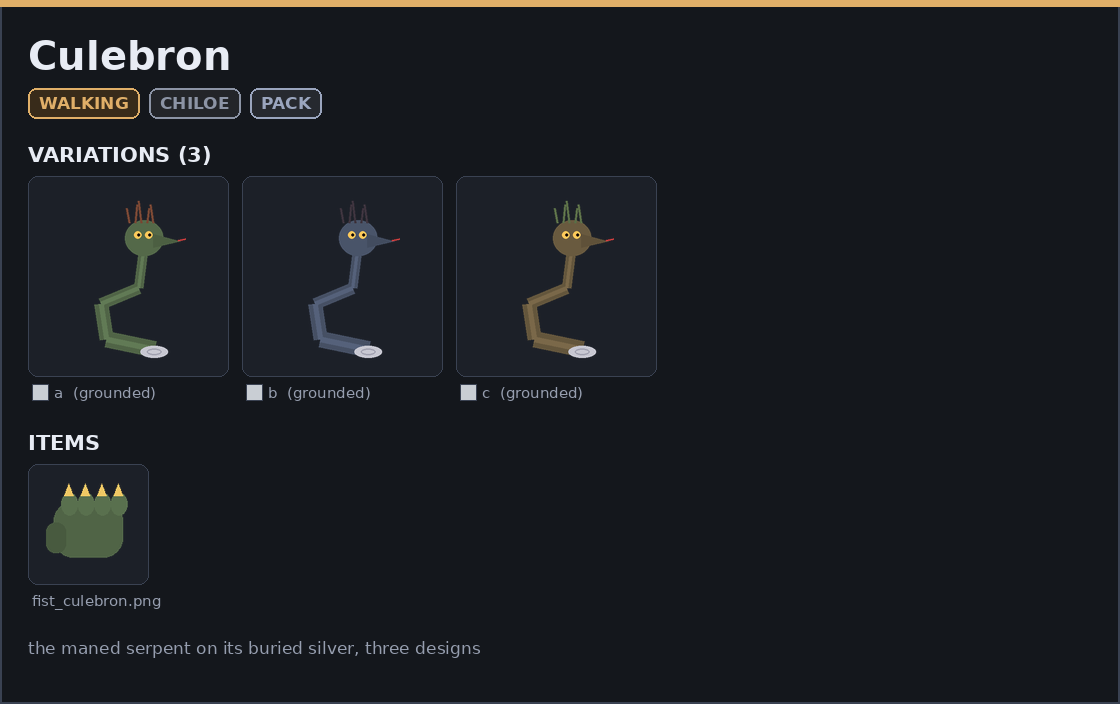 Culebron
WALKING CHILOE PACK
VARIATIONS (3)
a (grounded) b (grounded) c (grounded)
ITEMS
fist_culebron.png
the maned serpent on its buried silver, three designs